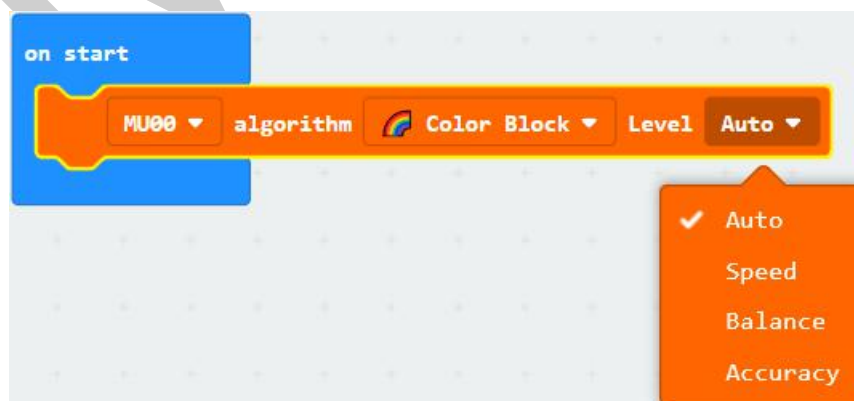 on start
MU00 algorithm Color Block Level Auto
Auto
Speed
Balance
Accuracy